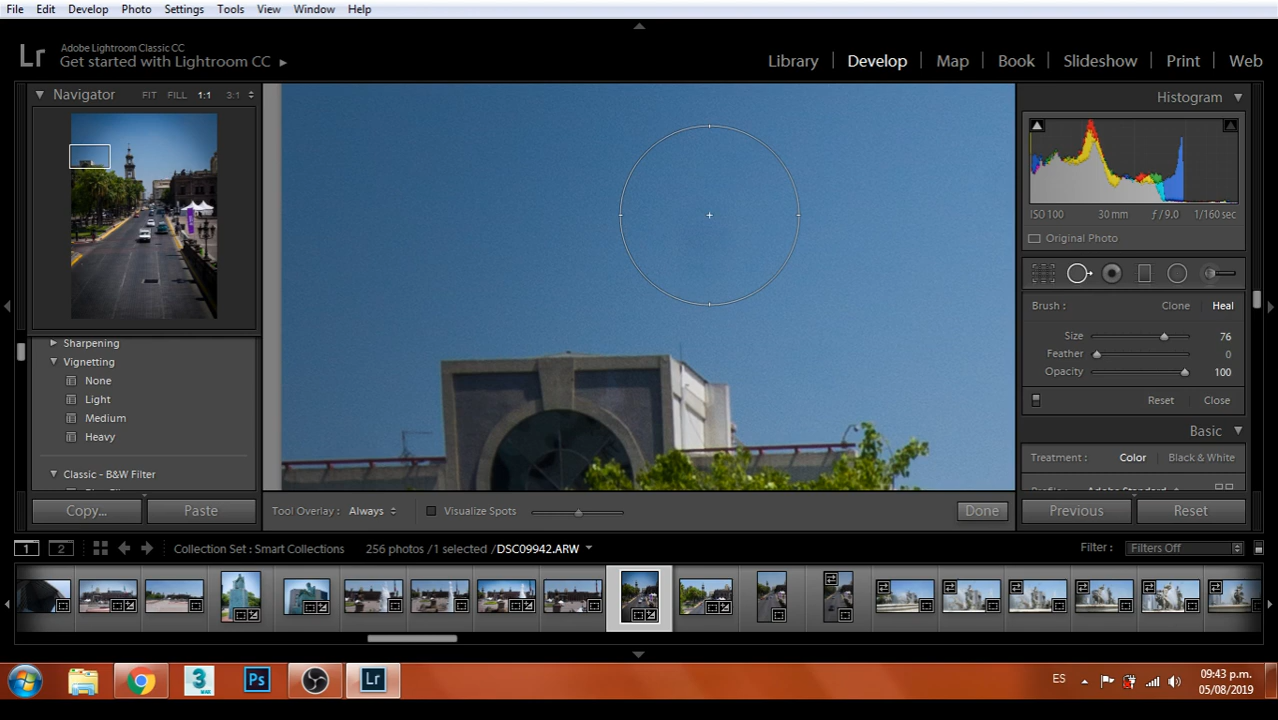 File Edit Develop Photo Settings Tools View Window Help
Lr Adobe Lightroom Classic CC
Get started with Lightroom CC
Library Develop Map Book Slideshow Print Web
Navigator FIT FILL 1:1 3:1
Histogram
ISO 100 30 mm ƒ / 9.0 1/160 sec
Original Photo
Brush : Clone Heal
Size 76
Feather 0
Opacity 100
Reset Close
Basic
Treatment : Color Black & White
Adobe Standard
Sharpening
Vignetting
None
Light
Medium
Heavy
Classic - B&W Filter
Copy... Paste
Tool Overlay : Always Visualize Spots Done
Previous Reset
1 2 Collection Set : Smart Collections 256 photos /1 selected /DSC09942.ARW
Filter : Filters Off
3 Ps Lr
ES 09:43 p.m.
05/08/2019